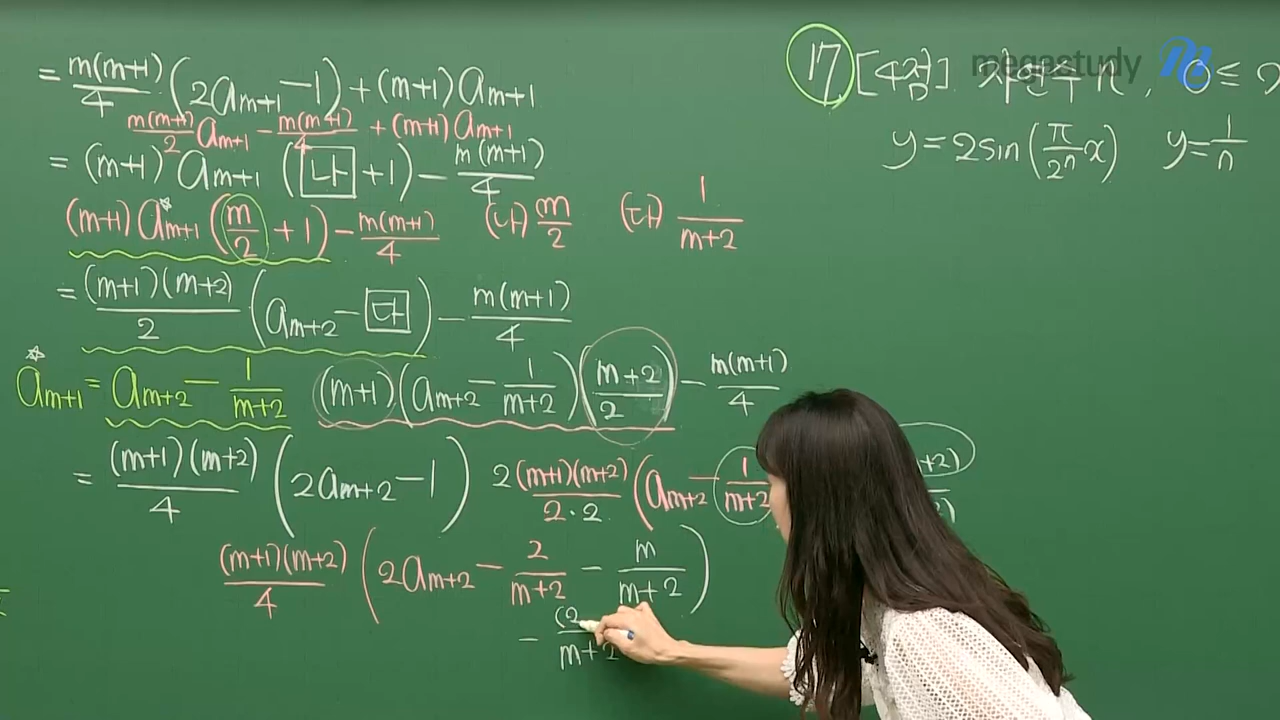 = m(m+1)/4 (2a_{m+1} - 1) + (m+1)a_{m+1}
m(m+1)/2 a_{m+1} - m(m+1)/4 + (m+1)a_{m+1}
= (m+1) a_{m+1} (나 + 1) - m(m+1)/4
(m+1) a_{m+1} (m/2 + 1) - m(m+1)/4 (나) m/2 (다) 1/(m+2)
= (m+1)(m+2)/2 (a_{m+2} - 다) - m(m+1)/4
☆a_{m+1} = a_{m+2} - 1/(m+2) (m+1)(a_{m+2} - 1/(m+2))((m+2)/2) - m(m+1)/4
= (m+1)(m+2)/4 (2a_{m+2} - 1) 2(m+1)(m+2)/(2·2) (a_{m+2} - 1/(m+2)
(m+1)(m+2)/4 (2a_{m+2} - 2/(m+2) - m/(m+2))
- (2/(m+2
17 [4점]. 자연수 n, 0 ≤
y = 2sin(π/2^n x) y = 1/n
megastudy